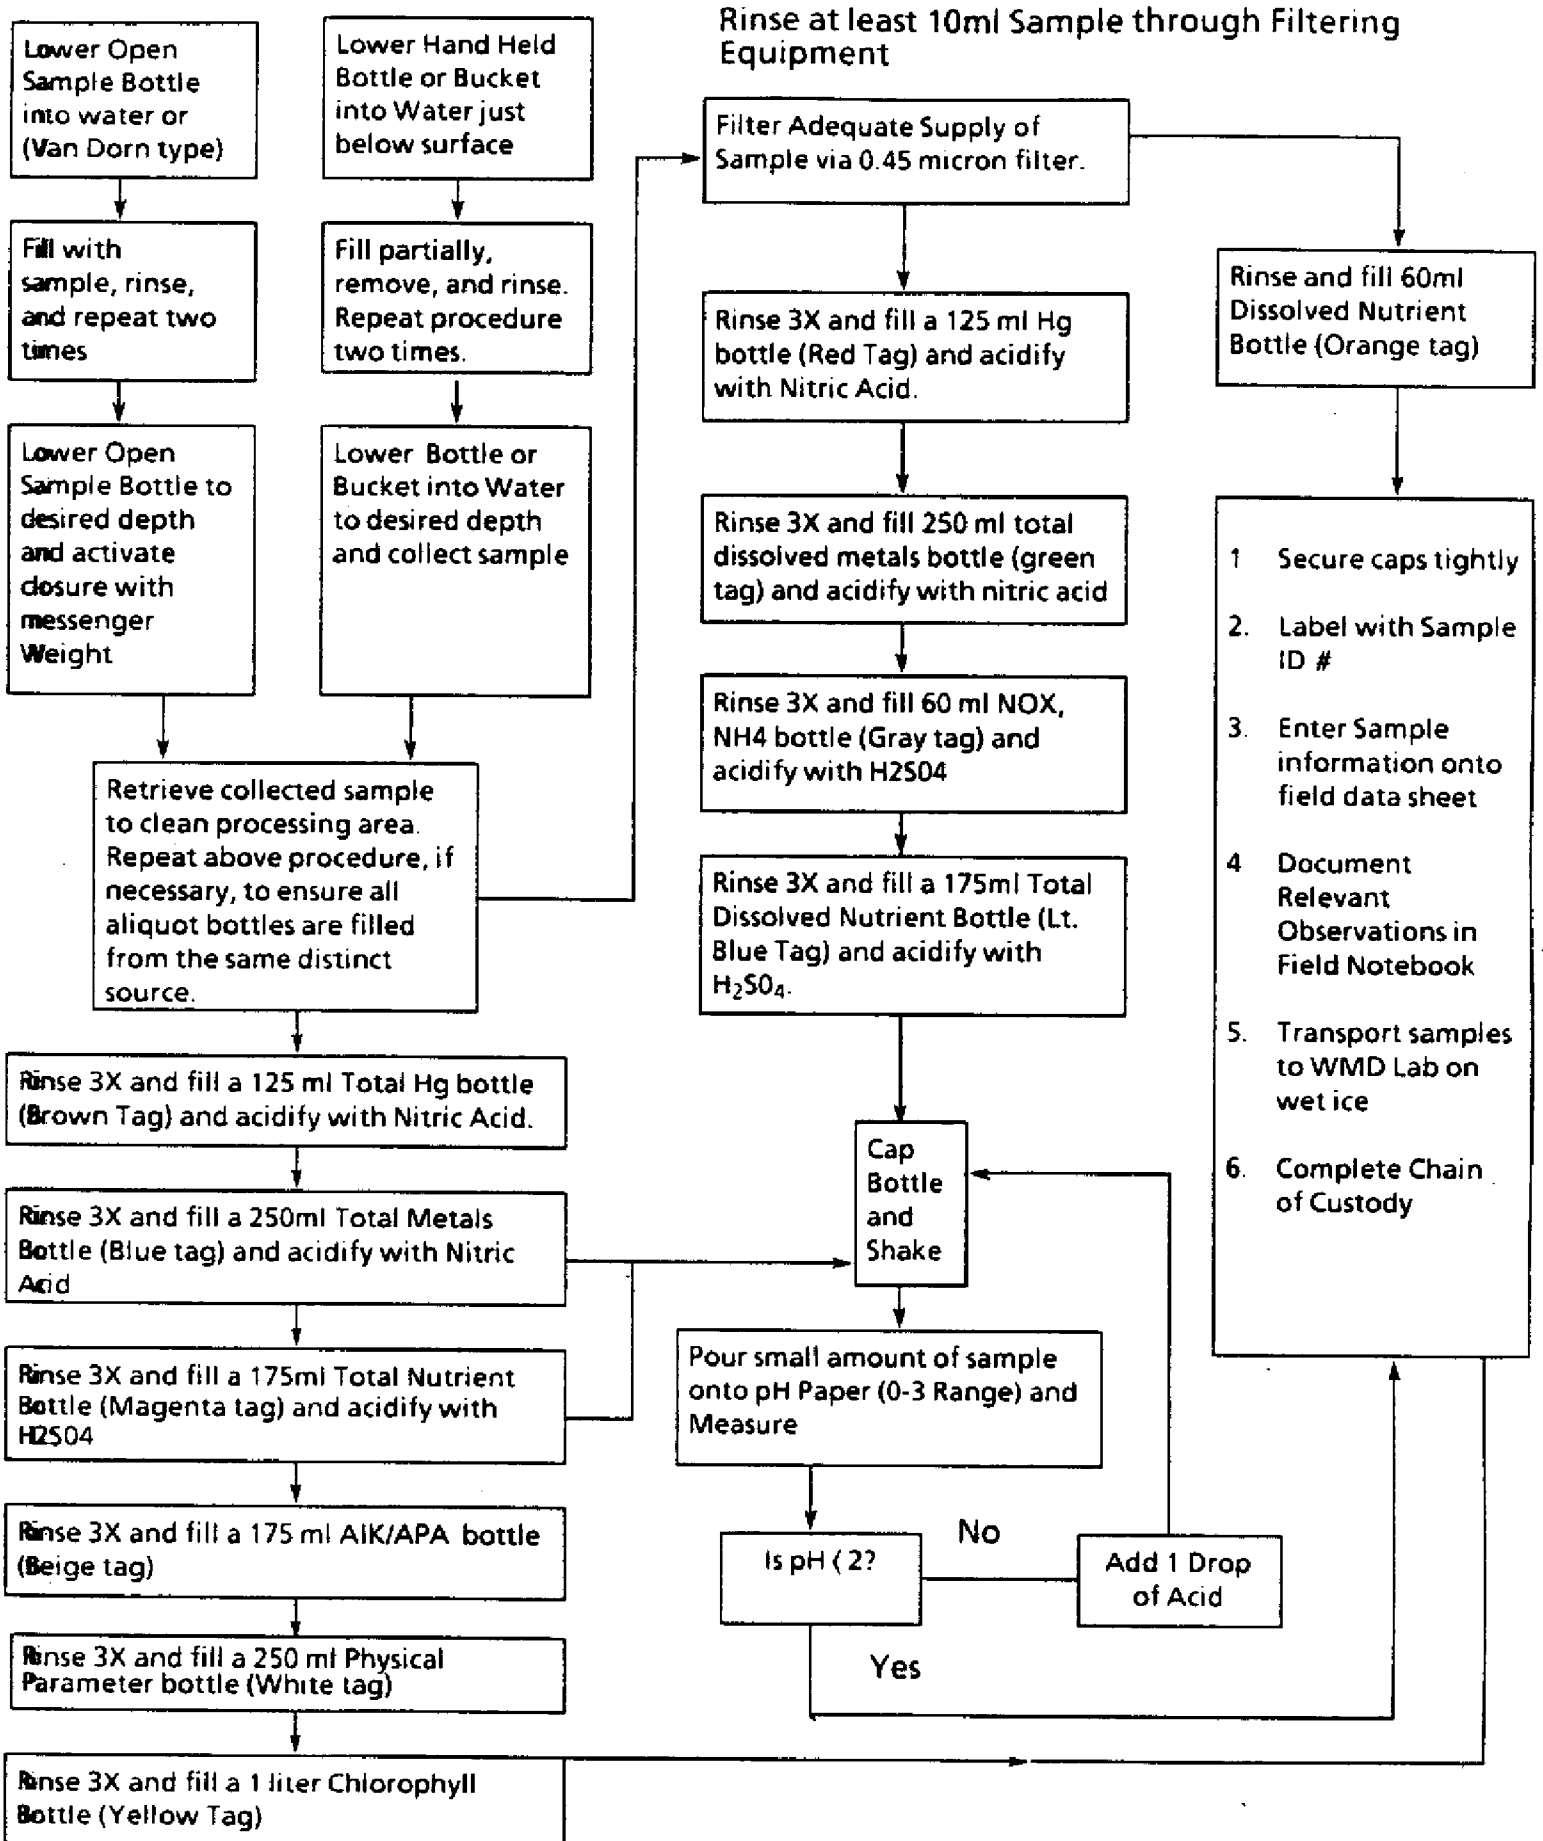 Lower Open
Sample Bottle
into water or
(Van Dorn type)
Fill with
sample, rinse,
and repeat two
times
Lower Open
Sample Bottle to
desired depth
and activate
closure with
messenger
Weight
Lower Hand Held
Bottle or Bucket
into Water just
below surface
Fill partially,
remove, and rinse.
Repeat procedure
two times.
Lower Bottle or
Bucket into Water
to desired depth
and collect sample
Retrieve collected sample
to clean processing area.
Repeat above procedure, if
necessary, to ensure all
aliquot bottles are filled
from the same distinct
source.
Rinse 3X and fill a 125 ml Total Hg bottle
(Brown Tag) and acidify with Nitric Acid.
Rinse 3X and fill a 250ml Total Metals
Bottle (Blue tag) and acidify with Nitric
Acid
Rinse 3X and fill a 175ml Total Nutrient
Bottle (Magenta tag) and acidify with
H2S04
Rinse 3X and fill a 175 ml AlK/APA bottle
(Beige tag)
Rinse 3X and fill a 250 ml Physical
Parameter bottle (White tag)
Rinse 3X and fill a 1 liter Chlorophyll
Bottle (Yellow Tag)
Rinse at least 10ml Sample through Filtering
Equipment
Filter Adequate Supply of
Sample via 0.45 micron filter.
Rinse 3X and fill a 125 ml Hg
bottle (Red Tag) and acidify
with Nitric Acid.
Rinse 3X and fill 250 ml total
dissolved metals bottle (green
tag) and acidify with nitric acid
Rinse 3X and fill 60 ml NOX,
NH4 bottle (Gray tag) and
acidify with H2S04
Rinse 3X and fill a 175ml Total
Dissolved Nutrient Bottle (Lt.
Blue Tag) and acidify with
H₂S0₄.
Cap
Bottle
and
Shake
Pour small amount of sample
onto pH Paper (0-3 Range) and
Measure
Is pH ⟨ 2?
No
Add 1 Drop
of Acid
Yes
Rinse and fill 60ml
Dissolved Nutrient
Bottle (Orange tag)
1 Secure caps tightly
2. Label with Sample
ID #
3. Enter Sample
information onto
field data sheet
4 Document
Relevant
Observations in
Field Notebook
5. Transport samples
to WMD Lab on
wet ice
6. Complete Chain
of Custody